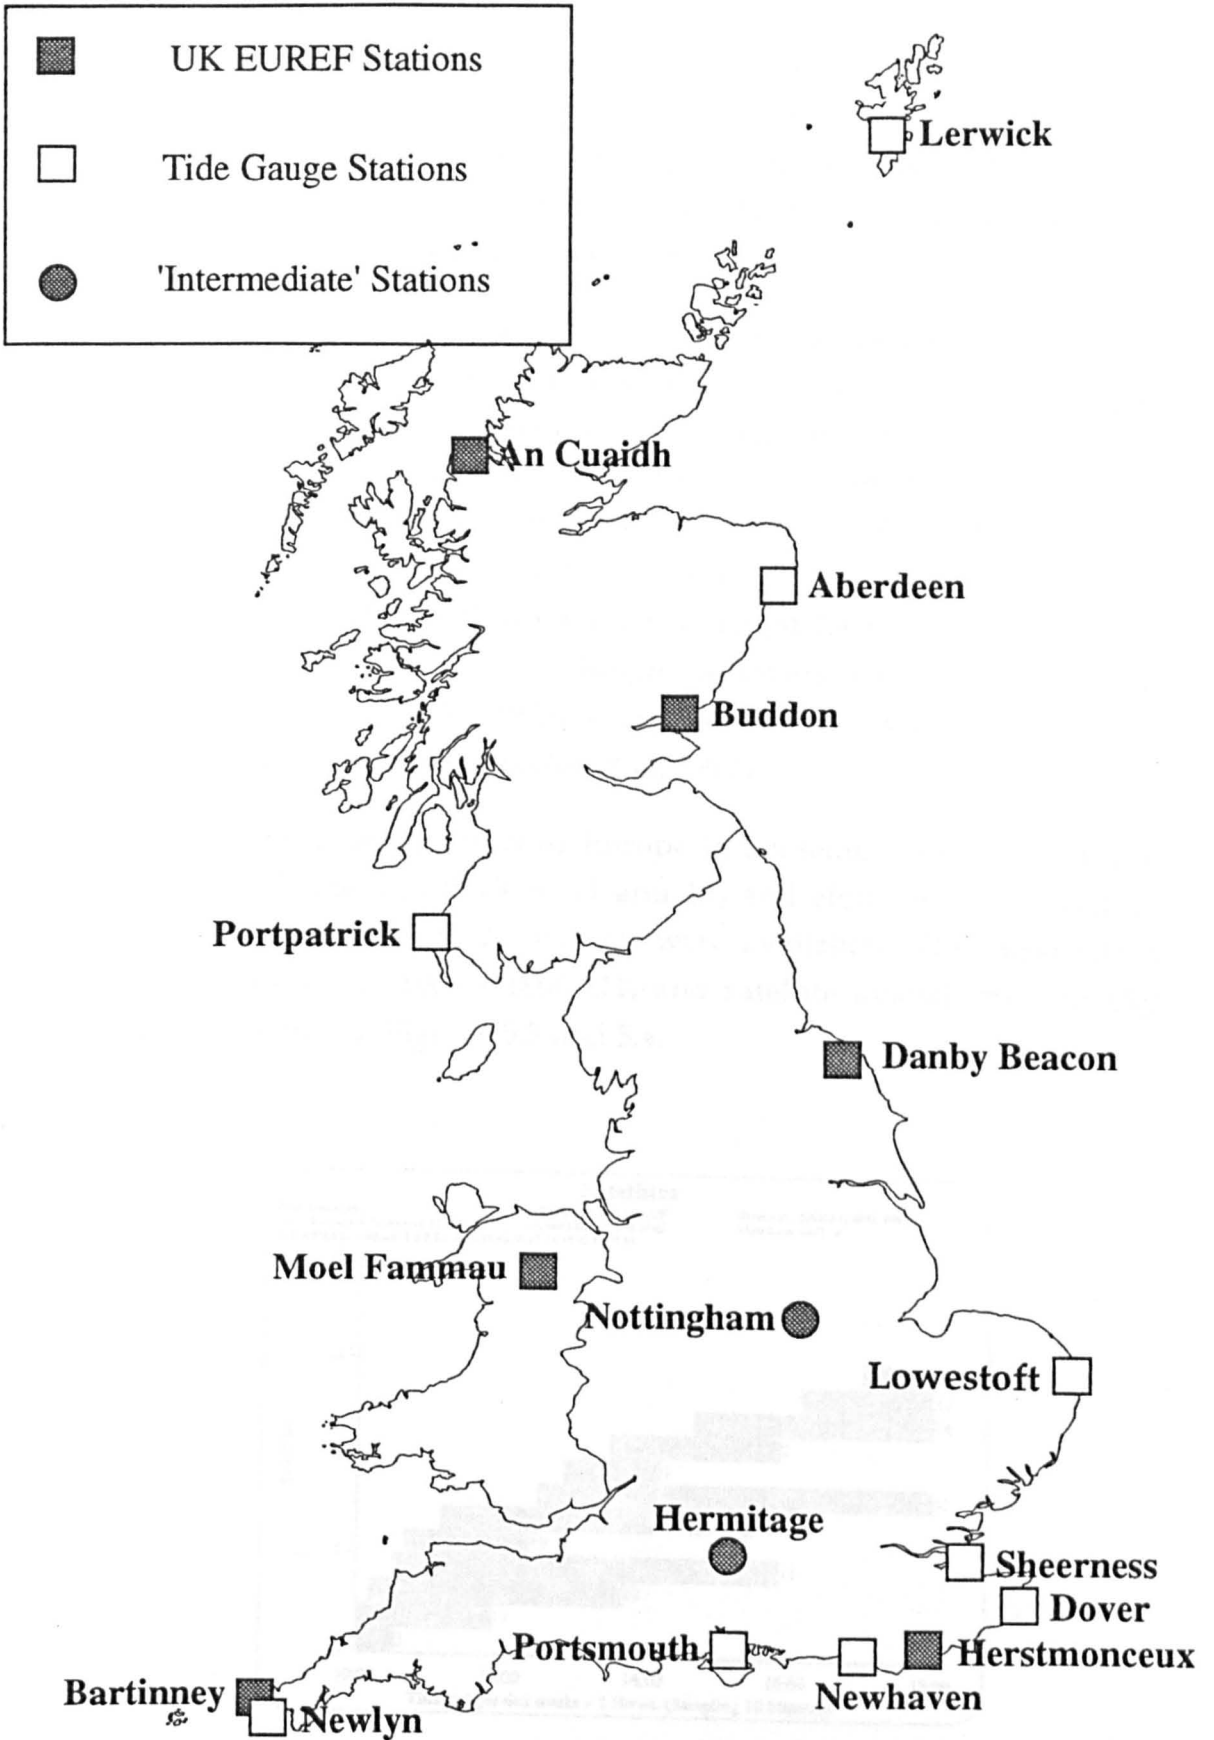 UK EUREF Stations
Tide Gauge Stations
'Intermediate' Stations
Lerwick
An Cuaidh
Aberdeen
Buddon
Portpatrick
Danby Beacon
Moel Fammau
Nottingham
Lowestoft
Hermitage
Sheerness
Dover
Portsmouth
Herstmonceux
Newhaven
Bartinney
Newlyn